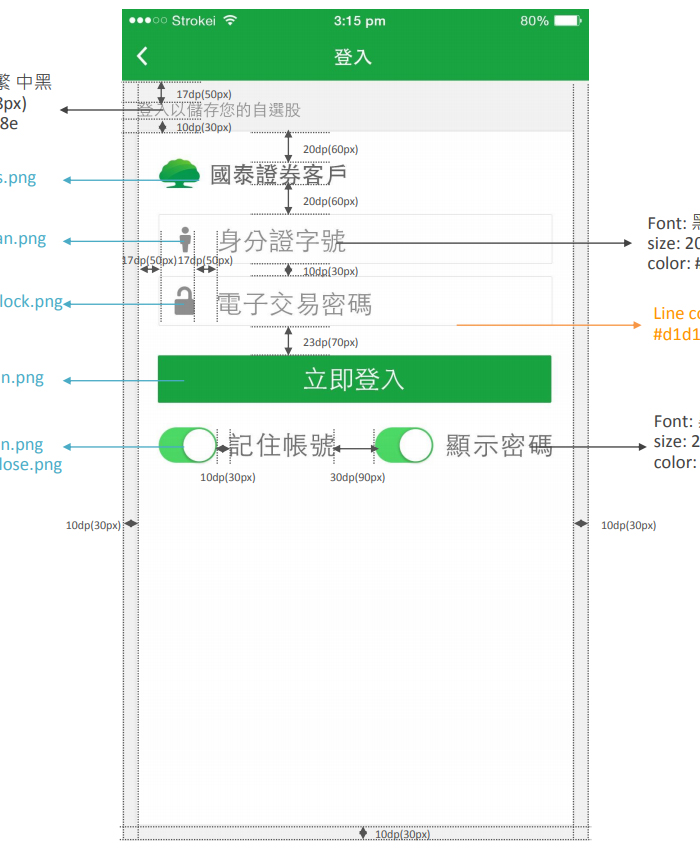 Strokei 3:15 pm 80%
登入
繁 中黑
17dp(50px)
8px)
登入以儲存您的自選股
8e
10dp(30px)
20dp(60px)
s.png
國泰證券客戶
20dp(60px)
an.png
身分證字號
Font: 黑
size: 20
color: #
17dp(50px)17dp(50px)
10dp(30px)
lock.png
電子交易密碼
Line co
#d1d1
23dp(70px)
n.png
立即登入
n.png
lose.png
記住帳號
顯示密碼
Font:
size: 2
color:
10dp(30px)
30dp(90px)
10dp(30px)
10dp(30px)
10dp(30px)